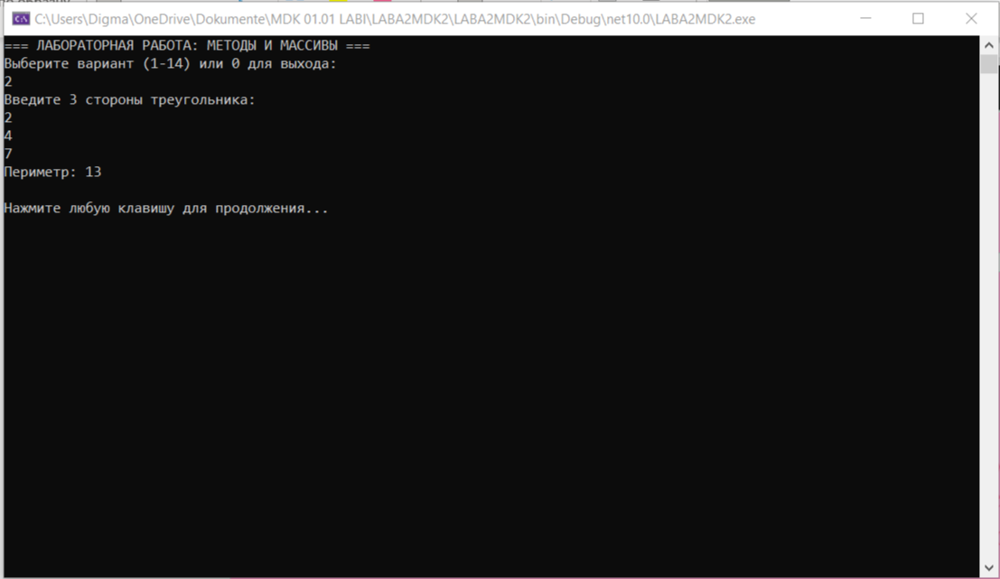 C:\Users\Digma\OneDrive\Dokumente\MDK 01.01 LABI\LABA2MDK2\LABA2MDK2\bin\Debug\net10.0\LABA2MDK2.exe
=== ЛАБОРАТОРНАЯ РАБОТА: МЕТОДЫ И МАССИВЫ ===
Выберите вариант (1-14) или 0 для выхода:
2
Введите 3 стороны треугольника:
2
4
7
Периметр: 13
Нажмите любую клавишу для продолжения...